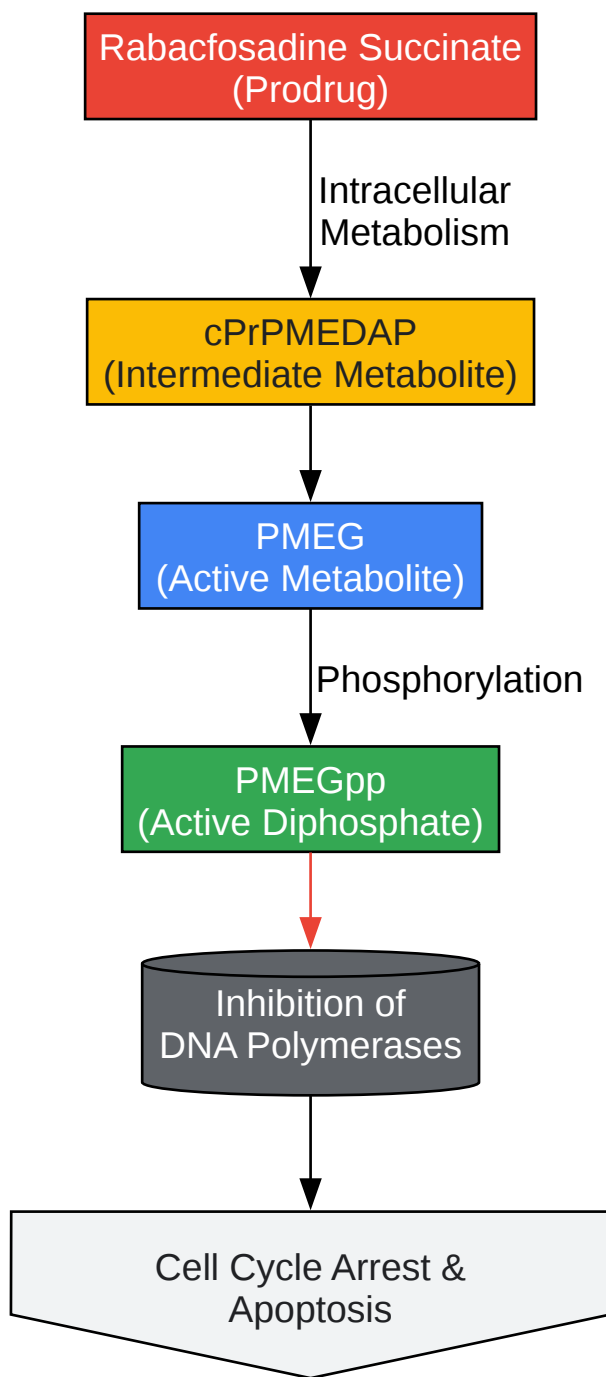 Rabacfosadine Succinate
(Prodrug)
Intracellular
Metabolism
cPrPMEDAP
(Intermediate Metabolite)
PMEG
(Active Metabolite)
Phosphorylation
PMEGpp
(Active Diphosphate)
Inhibition of
DNA Polymerases
Cell Cycle Arrest &
Apoptosis